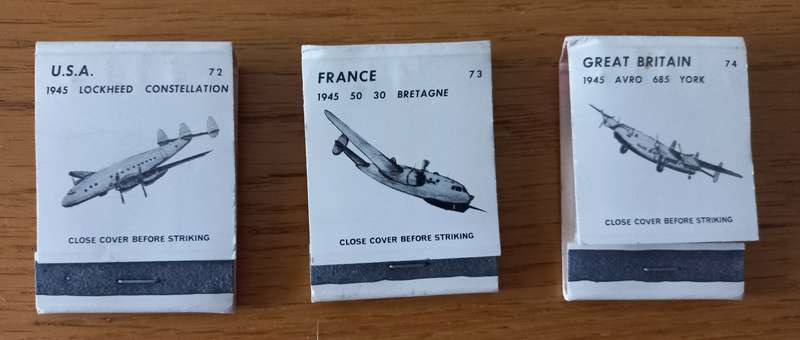 U.S.A. 72
1945 LOCKHEED CONSTELLATION
CLOSE COVER BEFORE STRIKING
FRANCE 73
1945 50 30 BRETAGNE
CLOSE COVER BEFORE STRIKING
GREAT BRITAIN 74
1945 AVRO 685 YORK
CLOSE COVER BEFORE STRIKING